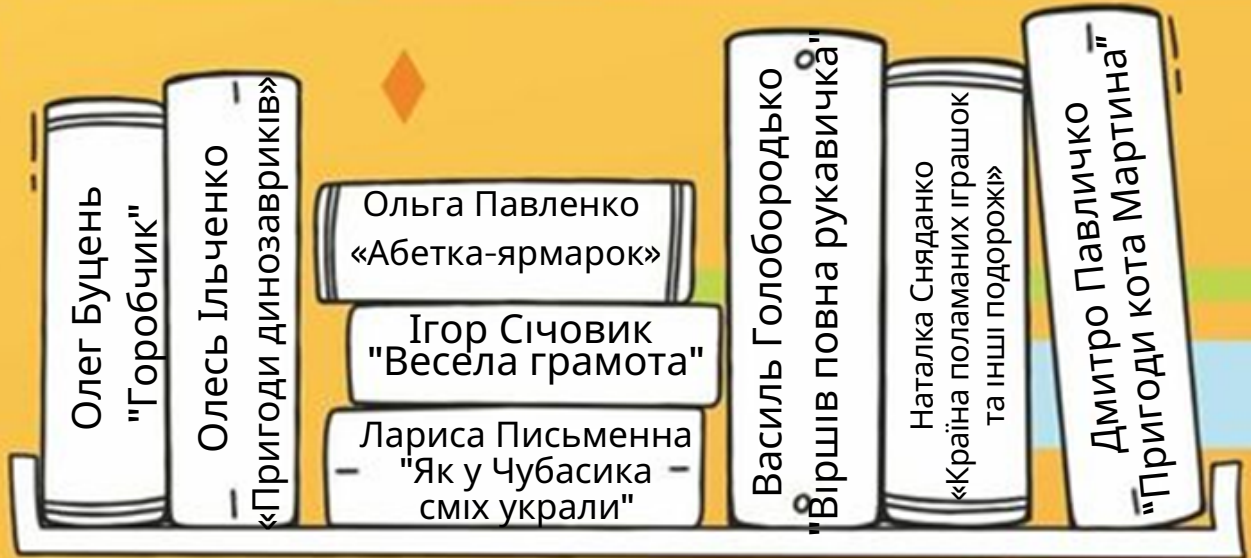 Олег Буцень
"Горобчик"
Олесь Ільченко
«Пригоди динозавриків»
Ольга Павленко
«Абетка-ярмарок»
Ігор Січовик
"Весела грамота"
Лариса Письменна
"Як у Чубасика
сміх украли"
Василь Голобородько
"Віршів повна рукавичка"
Наталка Сняданко
«Країна поламаних іграшок
та інші подорожі»
Дмитро Павличко
"Пригоди кота Мартина"